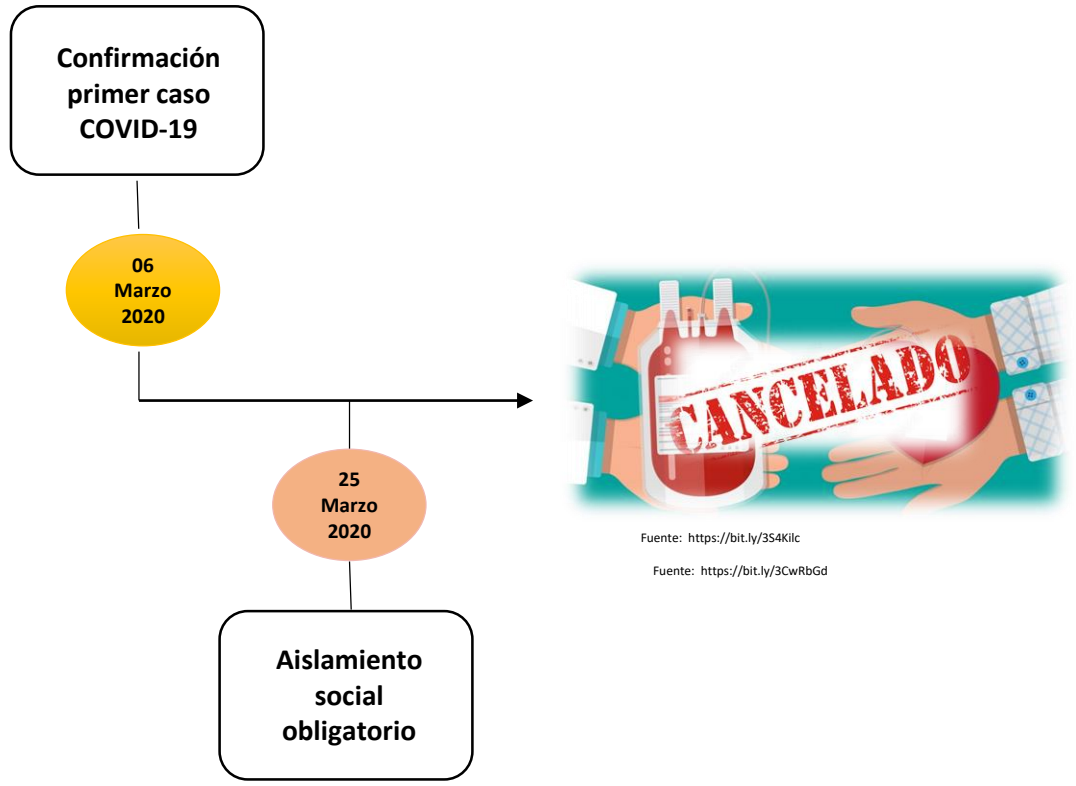 Confirmación
primer caso
COVID-19
06
Marzo
2020
CANCELADO
25
Marzo
2020
Fuente: https://bit.ly/3S4Kilc
Fuente: https://bit.ly/3CwRbGd
Aislamiento
social
obligatorio